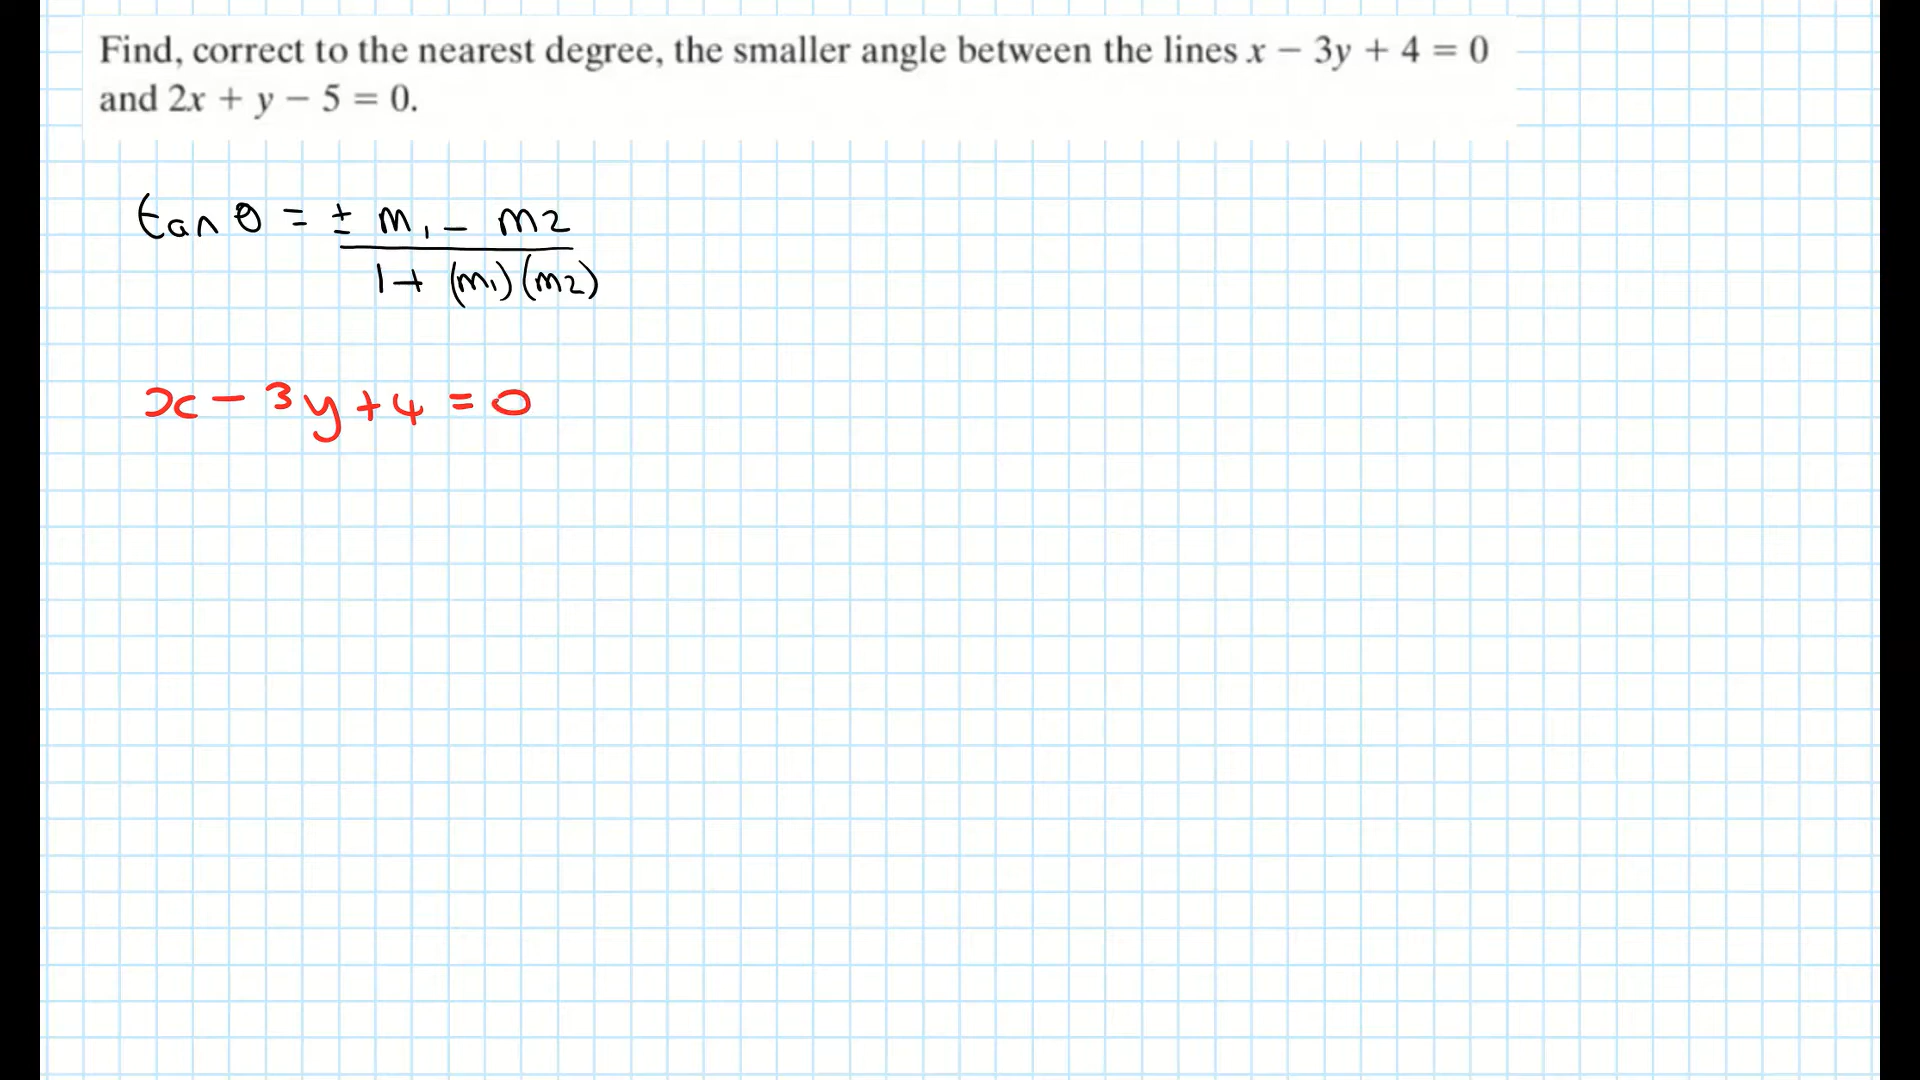 Find, correct to the nearest degree, the smaller angle between the lines x − 3y + 4 = 0
and 2x + y − 5 = 0.
tan θ = ± m₁ − m2
1 + (m₁)(m2)
x − 3y + 4 = 0